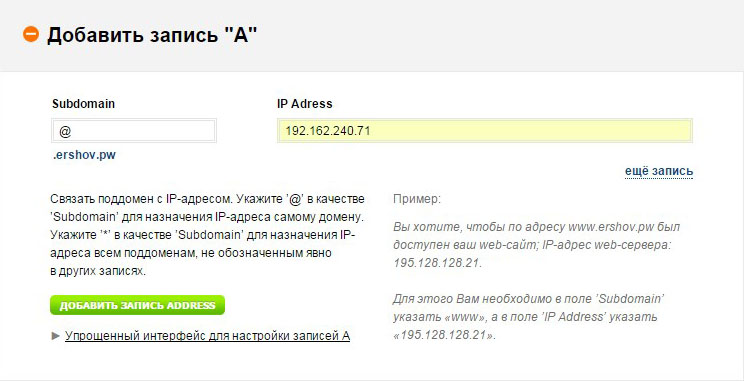 Добавить запись "A"
Subdomain
IP Adress
@
192.162.240.71
.ershov.pw
ещё запись
Связать поддомен с IP-адресом. Укажите '@' в качестве
'Subdomain' для назначения IP-адреса самому домену.
Укажите '*' в качестве 'Subdomain' для назначения IP-
адреса всем поддоменам, не обозначенным явно
в других записях.
Пример:
Вы хотите, чтобы по адресу www.ershov.pw был
доступен ваш web-сайт; IP-адрес web-сервера:
195.128.128.21.
Для этого Вам необходимо в поле 'Subdomain'
указать «www», а в поле 'IP Address' указать
«195.128.128.21».
ДОБАВИТЬ ЗАПИСЬ ADDRESS
Упрощенный интерфейс для настройки записей A